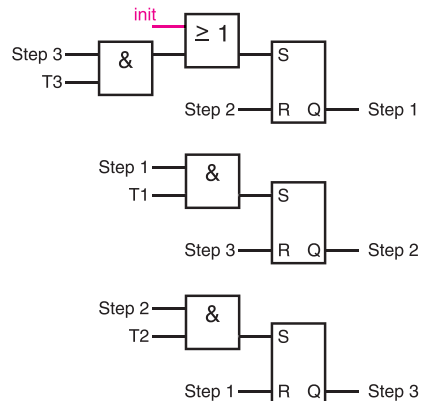 init
≥ 1
Step 3
&
S
T3
Step 2
R Q
Step 1
Step 1
&
T1
S
Step 3
R Q
Step 2
Step 2
&
T2
S
Step 1
R Q
Step 3